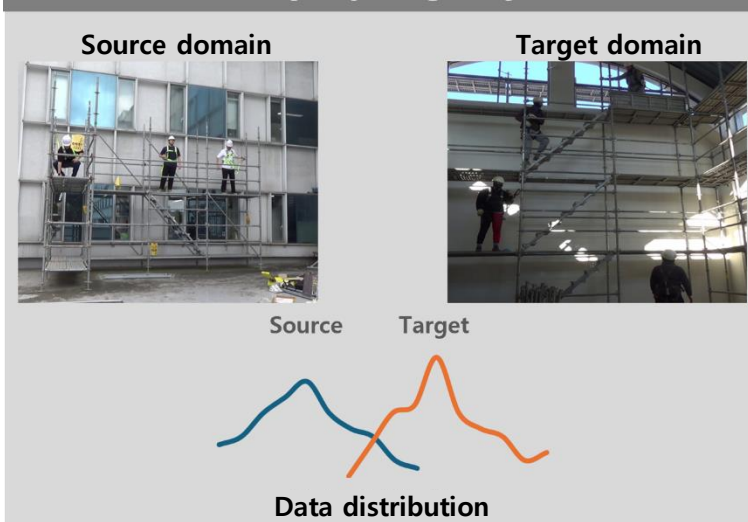 Source domain
Target domain
Source
Target
Data distribution